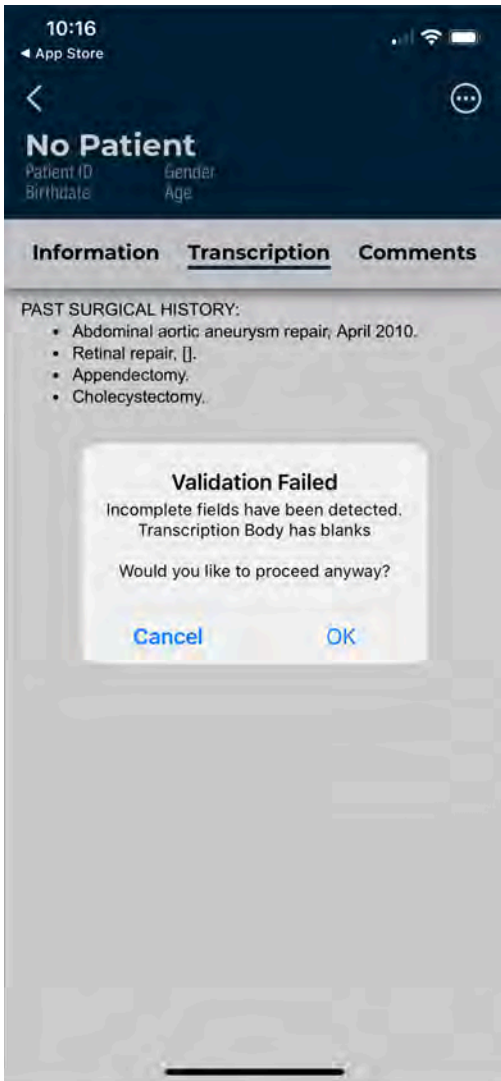 10:16
◄ App Store
No Patient
Patient ID Gender
Birthdate Age
Information Transcription Comments
PAST SURGICAL HISTORY:
• Abdominal aortic aneurysm repair, April 2010.
• Retinal repair, [].
• Appendectomy.
• Cholecystectomy.
Validation Failed
Incomplete fields have been detected.
Transcription Body has blanks
Would you like to proceed anyway?
Cancel OK